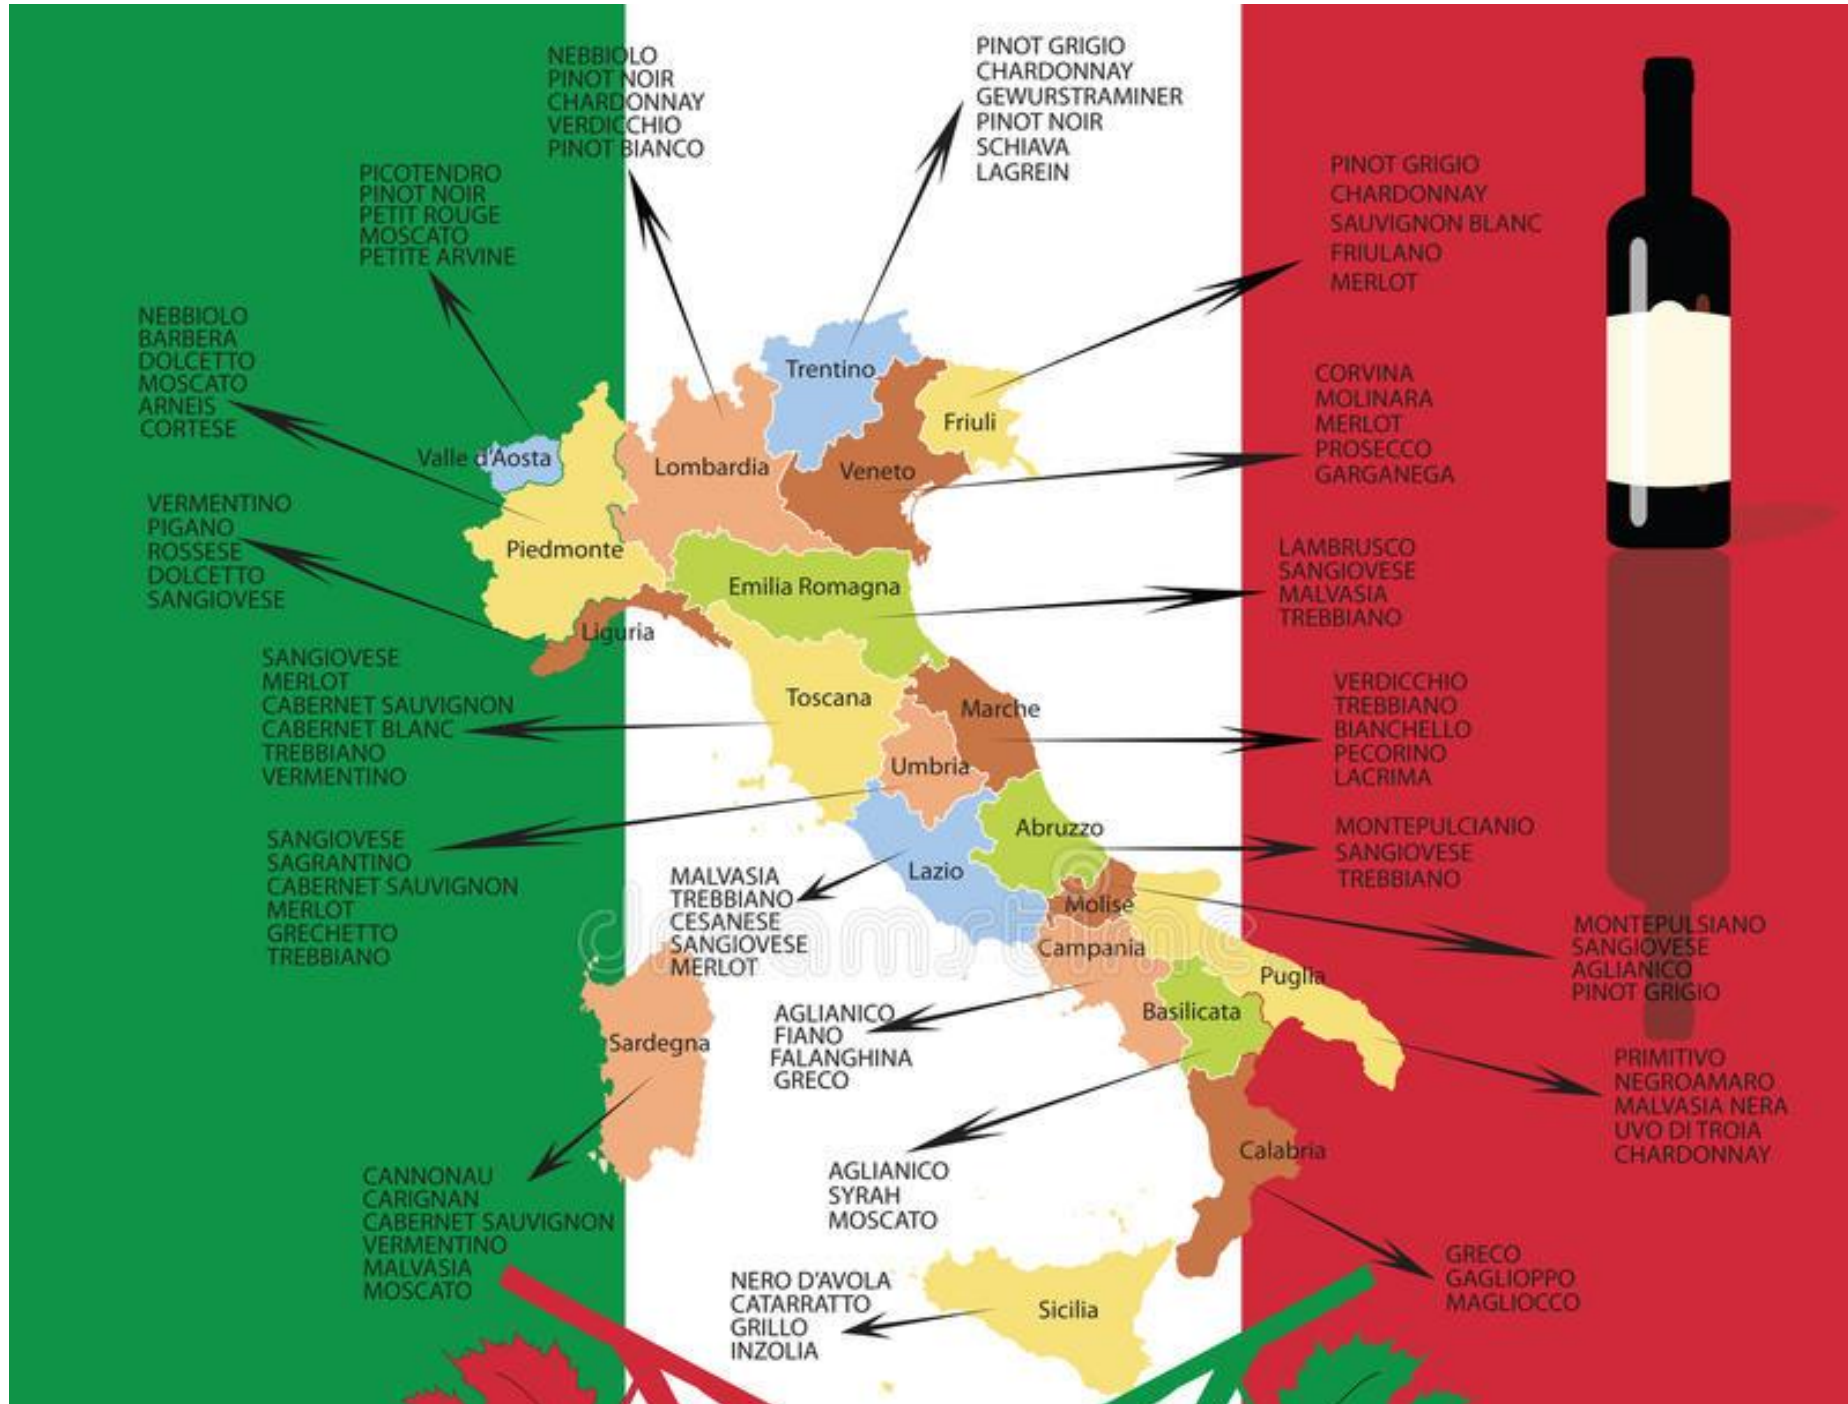 NEBBIOLO
PINOT NOIR
CHARDONNAY
VERDICCHIO
PINOT BIANCO
PINOT GRIGIO
CHARDONNAY
GEWURSTRAMINER
PINOT NOIR
SCHIAVA
LAGREIN
PICOTENDRO
PINOT NOIR
PETIT ROUGE
MOSCATO
PETITE ARVINE
PINOT GRIGIO
CHARDONNAY
SAUVIGNON BLANC
FRIULANO
MERLOT
NEBBIOLO
BARBERA
DOLCETTO
MOSCATO
ARNEIS
CORTESE
CORVINA
MOLINARA
MERLOT
PROSECCO
GARGANEGA
VERMENTINO
PIGANO
ROSSESE
DOLCETTO
SANGIOVESE
LAMBRUSCO
SANGIOVESE
MALVASIA
TREBBIANO
SANGIOVESE
MERLOT
CABERNET SAUVIGNON
CABERNET BLANC
TREBBIANO
VERMENTINO
VERDICCHIO
TREBBIANO
BIANCHELLO
PECORINO
LACRIMA
SANGIOVESE
SAGRANTINO
CABERNET SAUVIGNON
MERLOT
GRECHETTO
TREBBIANO
MONTEPULCIANIO
SANGIOVESE
TREBBIANO
MALVASIA
TREBBIANO
CESANESE
SANGIOVESE
MERLOT
MONTEPULSIANO
SANGIOVESE
AGLIANICO
PINOT GRIGIO
AGLIANICO
FIANO
FALANGHINA
GRECO
PRIMITIVO
NEGROAMARO
MALVASIA NERA
UVO DI TROIA
CHARDONNAY
CANNONAU
CARIGNAN
CABERNET SAUVIGNON
VERMENTINO
MALVASIA
MOSCATO
AGLIANICO
SYRAH
MOSCATO
GRECO
GAGLIOPPO
MAGLIOCCO
NERO D'AVOLA
CATARRATTO
GRILLO
INZOLIA
Trentino
Friuli
Valle d'Aosta
Lombardia
Veneto
Piedmonte
Emilia Romagna
Liguria
Toscana
Marche
Umbria
Abruzzo
Lazio
Molise
Campania
Puglia
Basilicata
Sardegna
Calabria
Sicilia
dreamstime